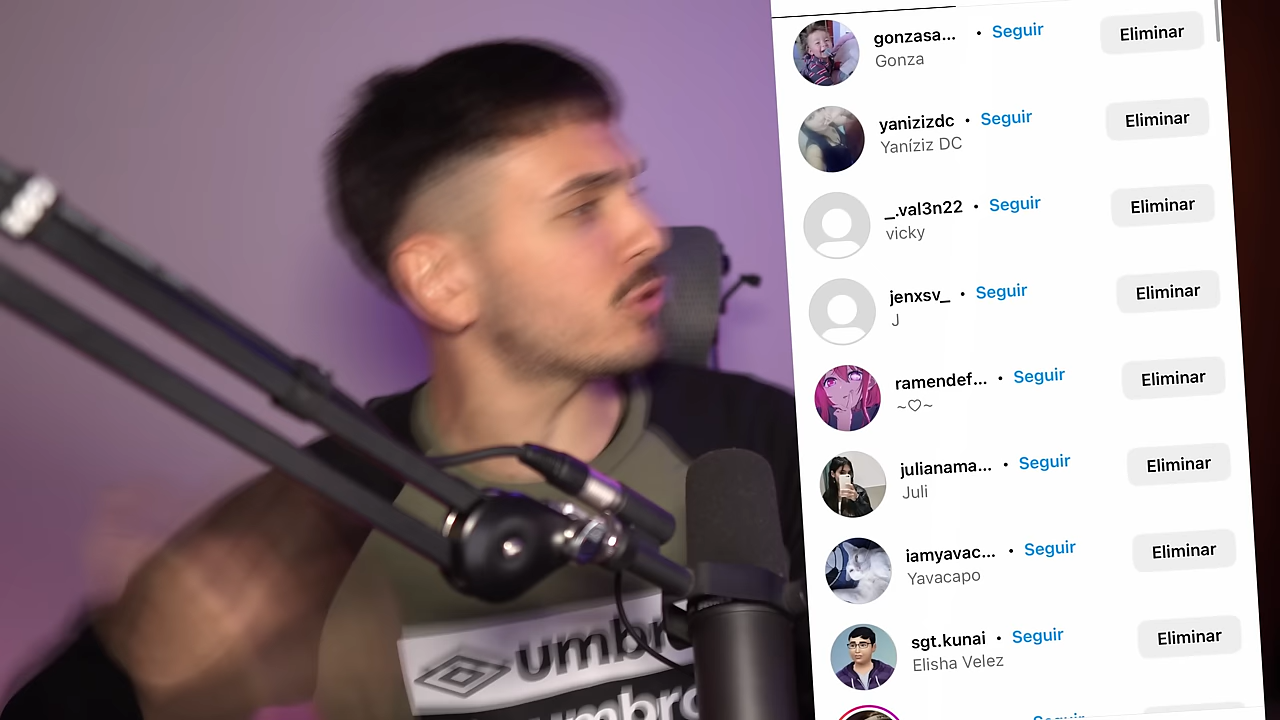 gonzasa... • Seguir
Gonza
Eliminar
yanizizdc • Seguir
Yaníziz DC
Eliminar
_.val3n22 • Seguir
vicky
Eliminar
jenxsv_ • Seguir
J
Eliminar
ramendef... • Seguir
~♡~
Eliminar
julianama... • Seguir
Juli
Eliminar
iamyavac... • Seguir
Yavacapo
Eliminar
sgt.kunai • Seguir
Elisha Velez
Eliminar
Seguir
umbro
umbro